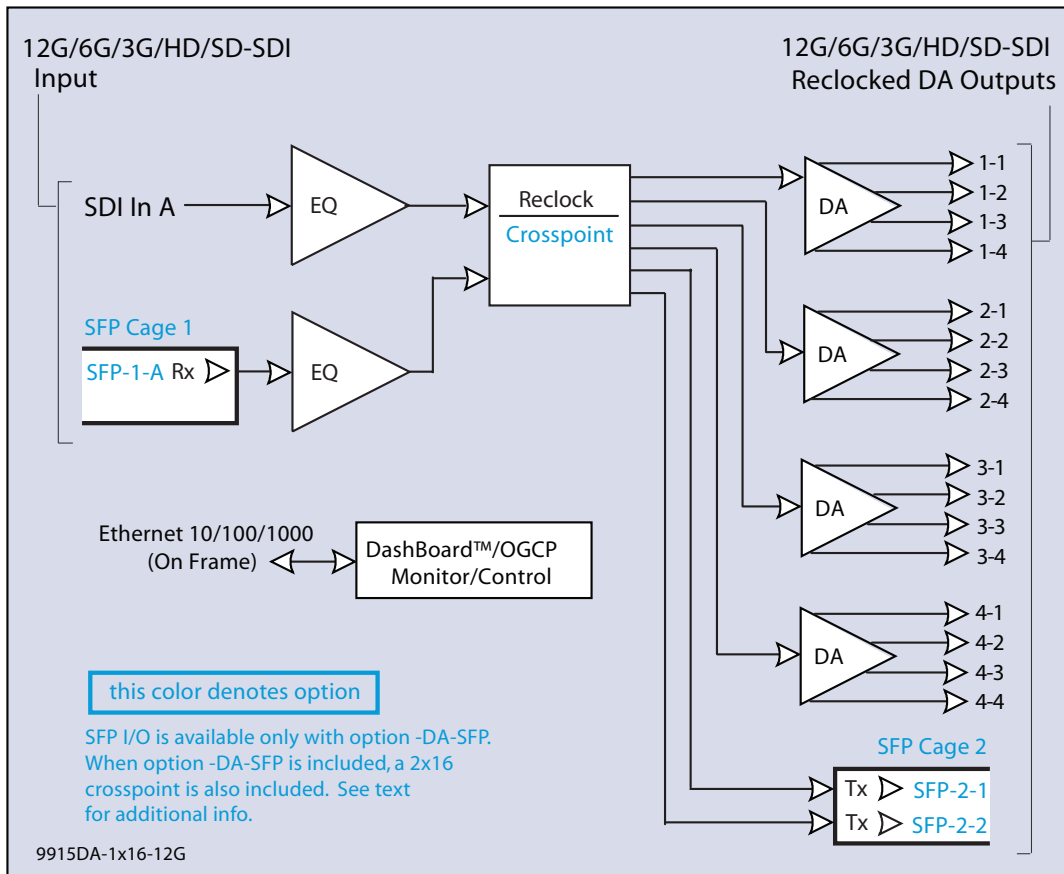 12G/6G/3G/HD/SD-SDI
Input
12G/6G/3G/HD/SD-SDI
Reclocked DA Outputs
SDI In A
EQ
Reclock
Crosspoint
DA
1-1
1-2
1-3
1-4
SFP Cage 1
SFP-1-A Rx
EQ
DA
2-1
2-2
2-3
2-4
DA
3-1
3-2
3-3
3-4
Ethernet 10/100/1000
(On Frame)
DashBoard™/OGCP
Monitor/Control
DA
4-1
4-2
4-3
4-4
this color denotes option
SFP I/O is available only with option -DA-SFP.
When option -DA-SFP is included, a 2x16
crosspoint is also included. See text
for additional info.
SFP Cage 2
Tx SFP-2-1
Tx SFP-2-2
9915DA-1x16-12G